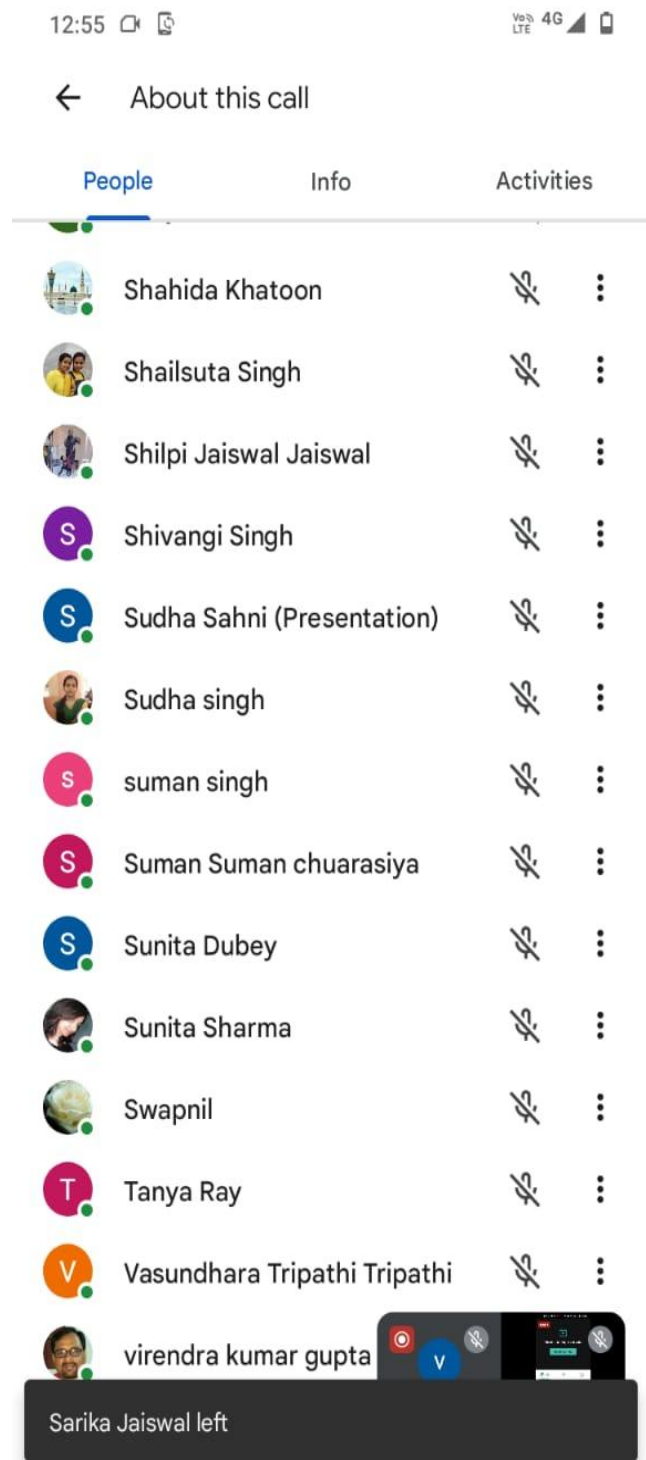 12:55 Vo)) LTE 4G
About this call
People Info Activities
Shahida Khatoon
Shailsuta Singh
Shilpi Jaiswal Jaiswal
S Shivangi Singh
S Sudha Sahni (Presentation)
Sudha singh
s suman singh
S Suman Suman chuarasiya
S Sunita Dubey
Sunita Sharma
Swapnil
T Tanya Ray
V Vasundhara Tripathi Tripathi
virendra kumar gupta V
Sarika Jaiswal left